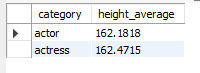 category height_average
actor 162.1818
actress 162.4715